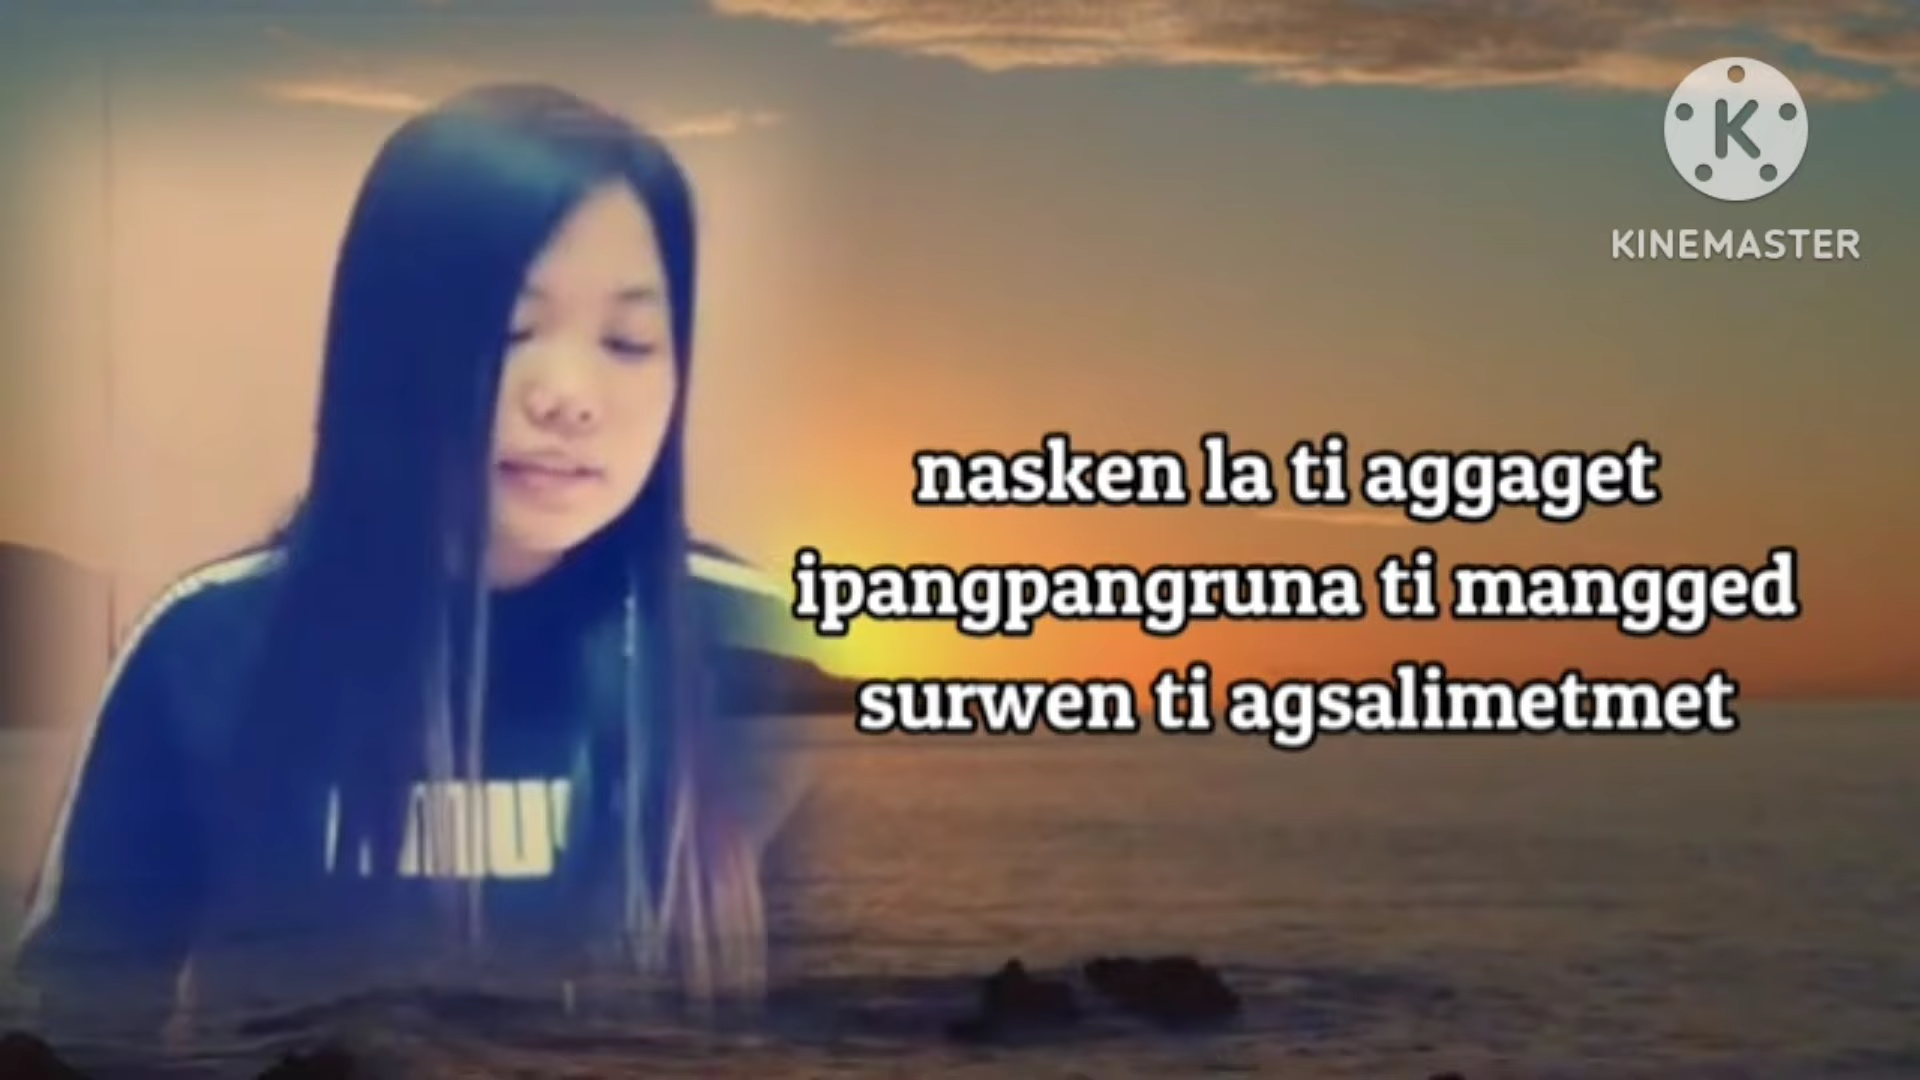 KINEMASTER
nasken la ti aggaget
ipangpangruna ti mangged
surwen ti agsalimetmet